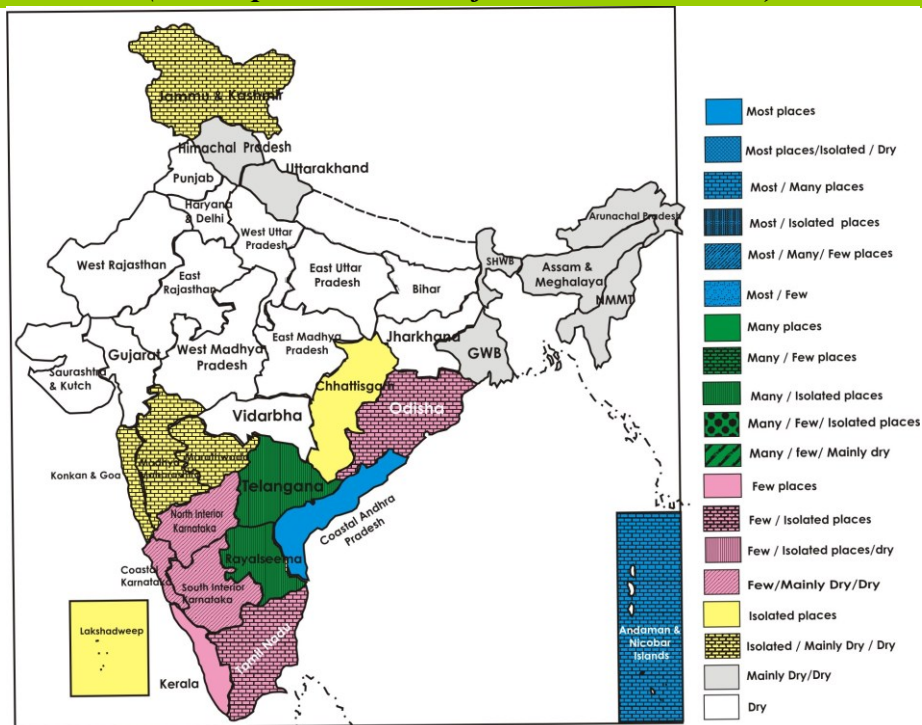 Jammu & Kashmir
Himachal Pradesh
Uttarakhand
Punjab
Haryana
& Delhi
West Uttar
Pradesh
Arunachal Pradesh
West Rajasthan
East
Rajasthan
East Uttar
Pradesh
SHWB
Assam &
Meghalaya
Bihar
NMMT
Saurashtra
& Kutch
Gujarat
West Madhya
Pradesh
East Madhya
Pradesh
Jharkhand
GWB
Chhattisgarh
Odisha
Vidarbha
Konkan & Goa
Madhya
Telangana
Coastal Andhra
Pradesh
North Interior
Karnataka
Rayalseema
Coastal
Karnataka
South Interior
Karnataka
Lakshadweep
Tamil Nadu
Kerala
Andaman &
Nicobar
Islands
Most places
Most places/Isolated / Dry
Most / Many places
Most / Isolated places
Most / Many/ Few places
Most / Few
Many places
Many / Few places
Many / Isolated places
Many / Few/ Isolated places
Many / few/ Mainly dry
Few places
Few / Isolated places
Few / Isolated places/dry
Few/Mainly Dry/Dry
Isolated places
Isolated / Mainly Dry / Dry
Mainly Dry/Dry
Dry